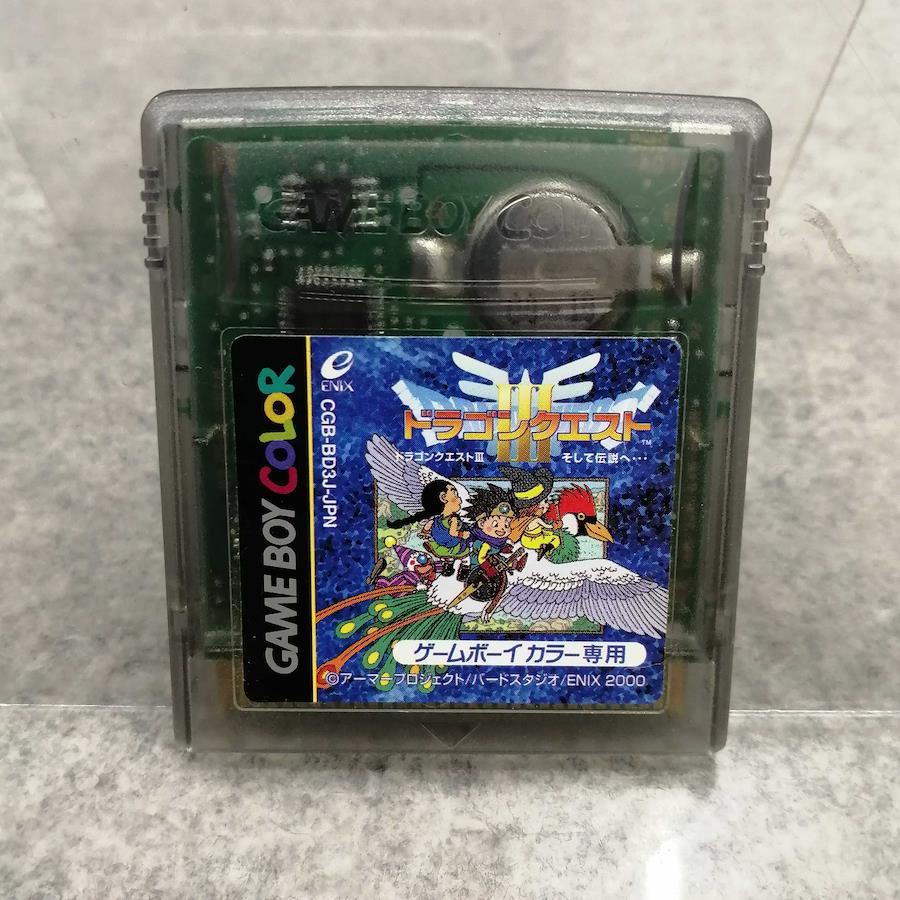 GAME BOY COLOR
ENIX
CGB-BD3J-JPN
GAME BOY COLOR
III
ドラゴンクエスト
TM
ドラゴンクエストIII そして伝説へ・・・
ゲームボーイ カラー専用
©アーマープロジェクト/バードスタジオ/ENIX 2000